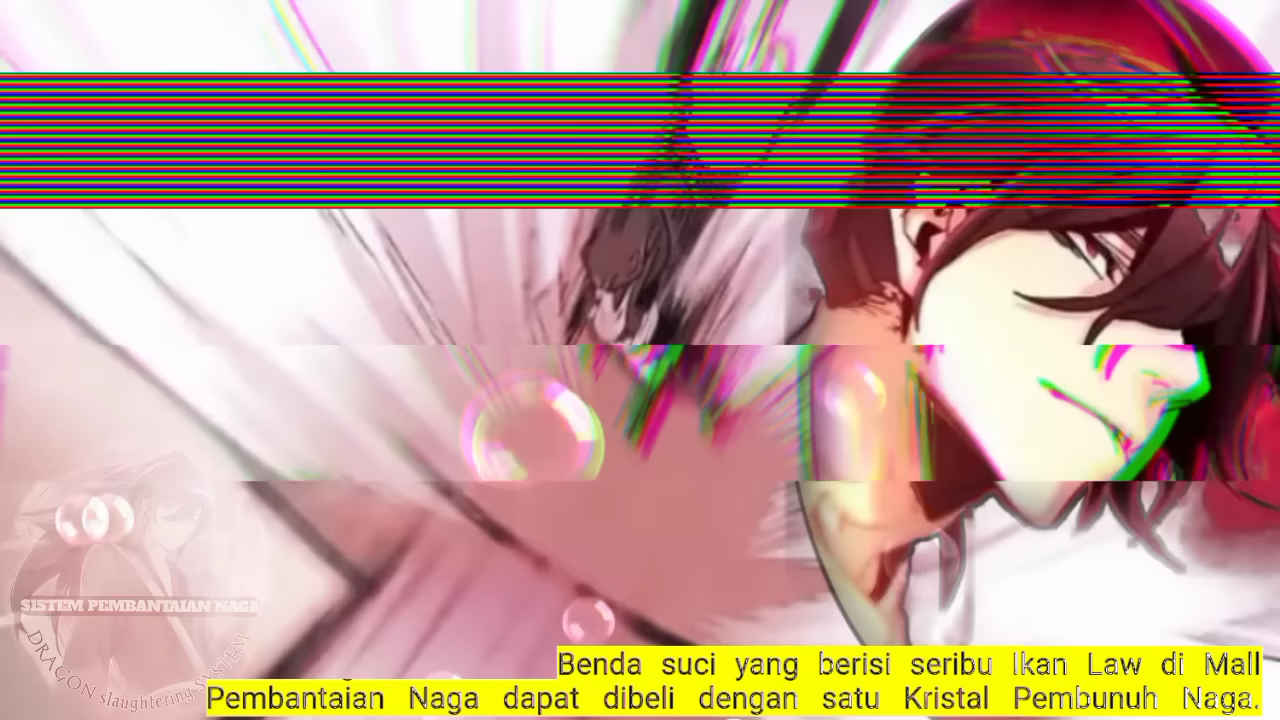 SISTEM PEMBANTAIAN NAGA
DRAGON slaughtering SYSTEM
Benda suci yang berisi seribu Ikan Law di Mall
Pembantaian Naga dapat dibeli dengan satu Kristal Pembunuh Naga.